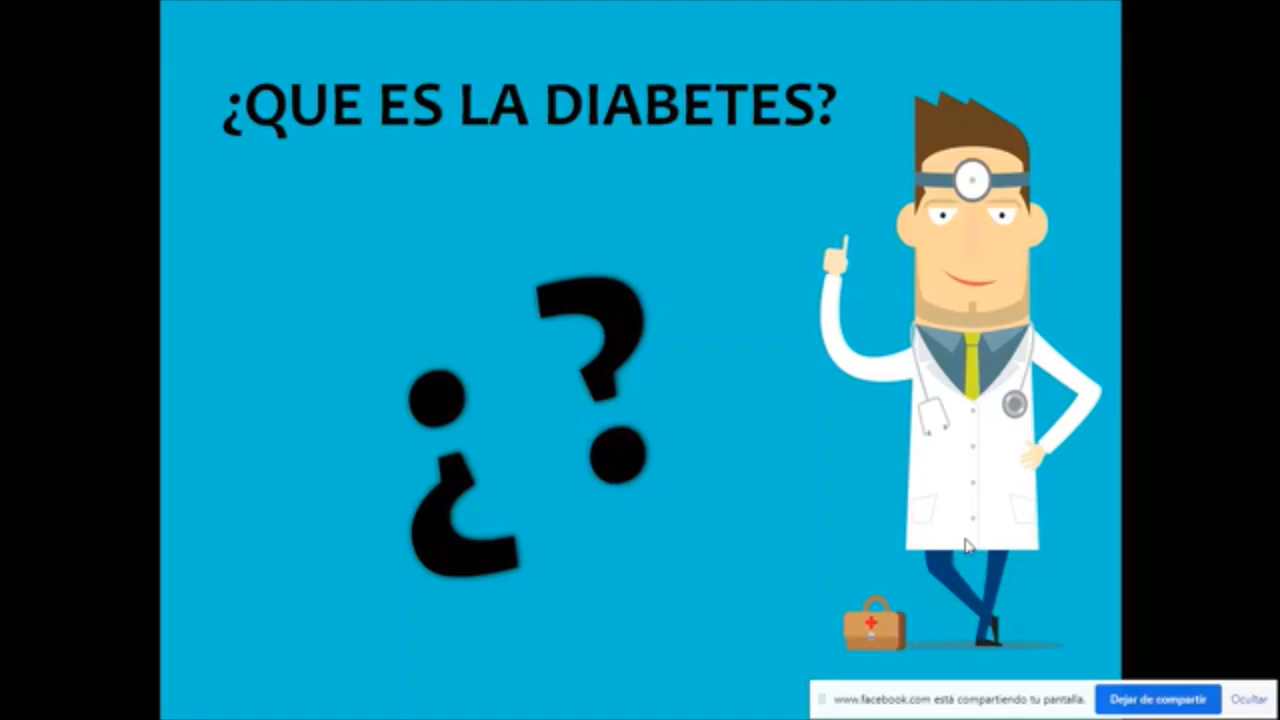 ¿QUE ES LA DIABETES?
¿?
www.facebook.com está compartiendo tu pantalla.
Dejar de compartir
Ocultar